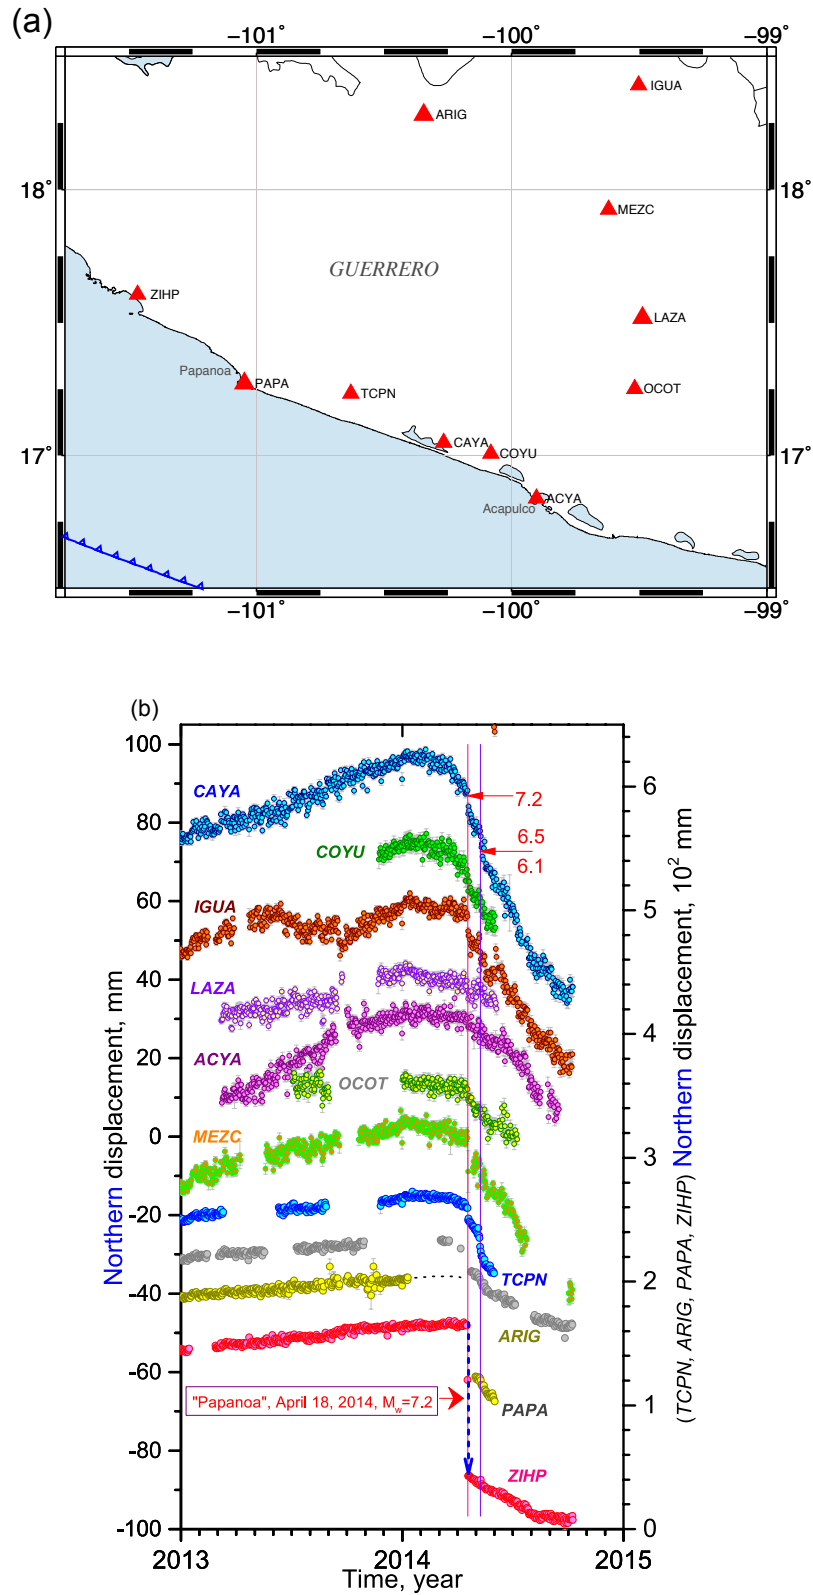 (a)
−101° −100° −99°
IGUA
ARIG
18° 18°
MEZC
GUERRERO
ZIHP
LAZA
Papanoa
PAPA
TCPN
OCOT
CAYA
COYU
17° 17°
ACYA
Acapulco
−101° −100° −99°
(b)
2013 2014 2015
100
80
60
40
20
0
-20
-40
-60
-80
-100
Northern displacement, mm
CAYA
7.2
6.5
6.1
COYU
IGUA
LAZA
ACYA
OCOT
MEZC
TCPN
ARIG
PAPA
"Papanoa", April 18, 2014, Mw=7.2
ZIHP
6
5
4
3
2
1
0
(TCPN, ARIG, PAPA, ZIHP) Northern displacement, 10² mm
2013 2014 2015
Time, year